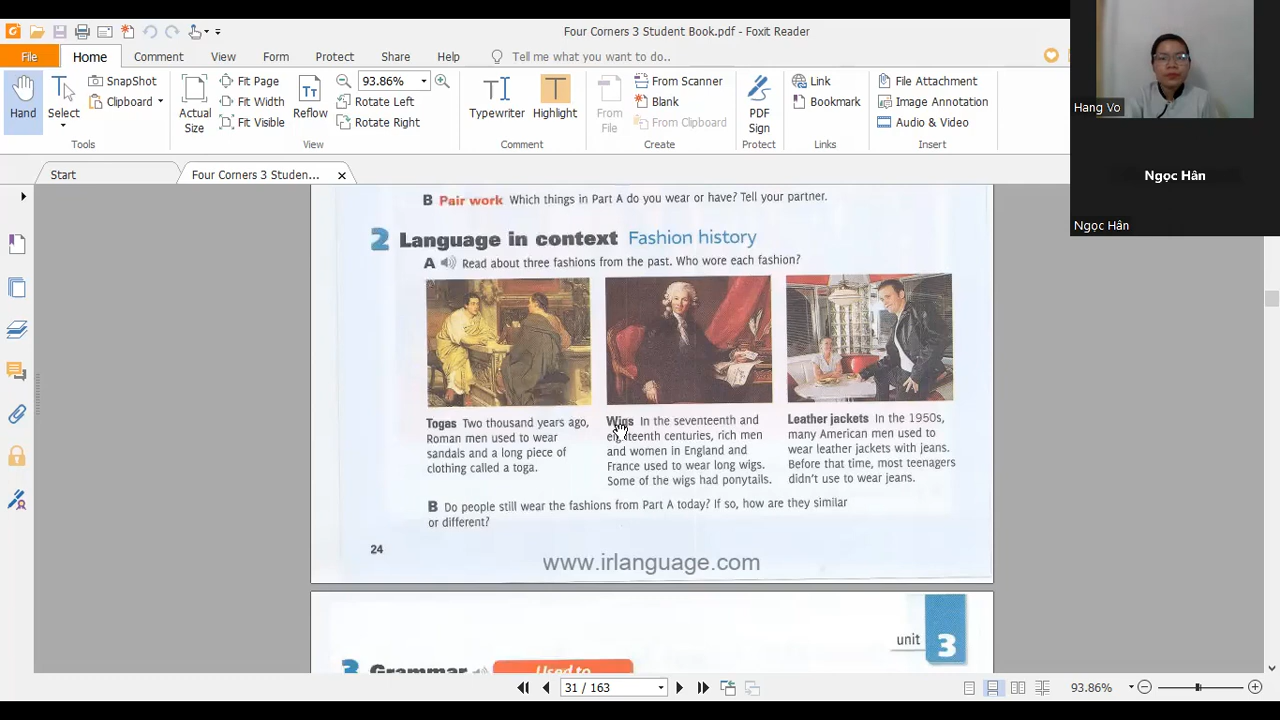 Four Corners 3 Student Book.pdf - Foxit Reader
File
Home
Comment
View
Form
Protect
Share
Help
Tell me what you want to do..
Hand
Select
SnapShot
Clipboard
Tools
Actual
Size
Fit Page
Fit Width
Fit Visible
Reflow
93.86%
Rotate Left
Rotate Right
View
Typewriter
Highlight
Comment
From
File
From Scanner
Blank
From Clipboard
Create
PDF
Sign
Protect
Link
Bookmark
Links
File Attachment
Image Annotation
Audio & Video
Insert
Hang Vo
Ngọc Hân
Ngọc Hân
Start
Four Corners 3 Studen...
B Pair work Which things in Part A do you wear or have? Tell your partner.
2 Language in context Fashion history
A Read about three fashions from the past. Who wore each fashion?
Togas Two thousand years ago,
Roman men used to wear
sandals and a long piece of
clothing called a toga.
Wigs In the seventeenth and
eighteenth centuries, rich men
and women in England and
France used to wear long wigs.
Some of the wigs had ponytails.
Leather jackets In the 1950s,
many American men used to
wear leather jackets with jeans.
Before that time, most teenagers
didn't use to wear jeans.
B Do people still wear the fashions from Part A today? If so, how are they similar
or different?
24
www.irlanguage.com
unit 3
3 Grammar Used to
31 / 163
93.86%